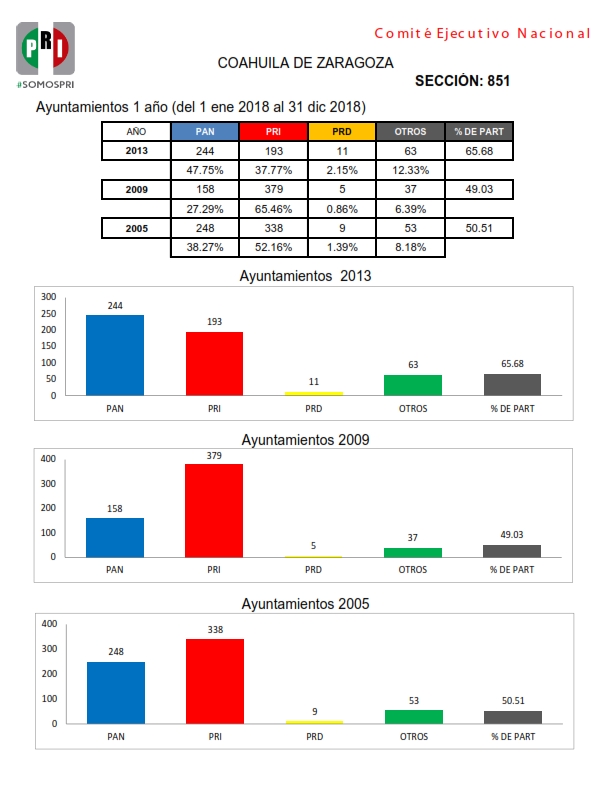 Comité Ejecutivo Nacional
PRI
#SOMOSPRI
COAHUILA DE ZARAGOZA
SECCIÓN: 851
Ayuntamientos 1 año (del 1 ene 2018 al 31 dic 2018)
AÑO PAN PRI PRD OTROS % DE PART
2013 244 193 11 63 65.68
47.75% 37.77% 2.15% 12.33%
2009 158 379 5 37 49.03
27.29% 65.46% 0.86% 6.39%
2005 248 338 9 53 50.51
38.27% 52.16% 1.39% 8.18%
Ayuntamientos 2013
300
250
200
150
100
50
0
244 193 11 63 65.68
PAN PRI PRD OTROS % DE PART
Ayuntamientos 2009
400
300
200
100
0
158 379 5 37 49.03
PAN PRI PRD OTROS % DE PART
Ayuntamientos 2005
400
300
200
100
0
248 338 9 53 50.51
PAN PRI PRD OTROS % DE PART